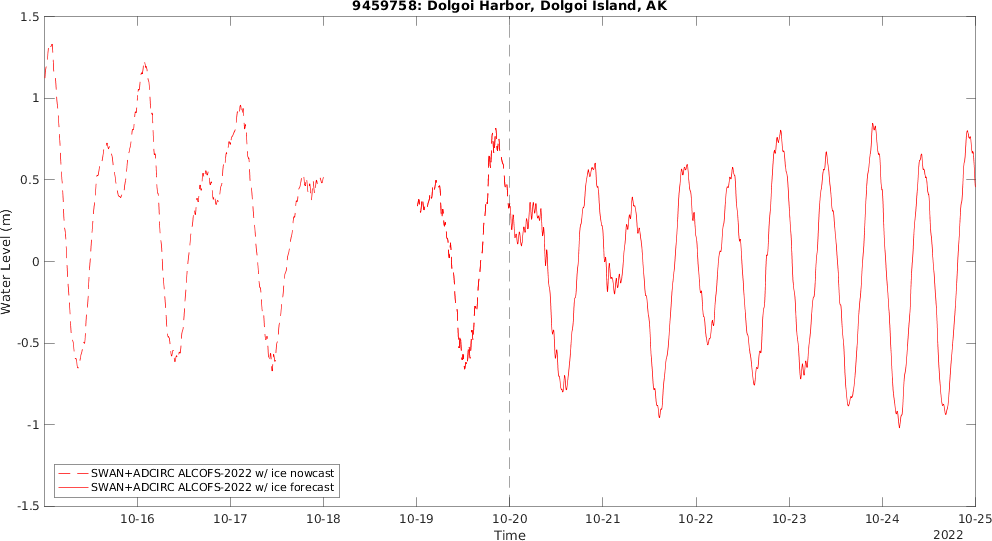 9459758: Dolgoi Harbor, Dolgoi Island, AK
Water Level (m)
1.5
1
0.5
0
-0.5
-1
-1.5
SWAN+ADCIRC ALCOFS-2022 w/ ice nowcast
SWAN+ADCIRC ALCOFS-2022 w/ ice forecast
10-16 10-17 10-18 10-19 10-20 10-21 10-22 10-23 10-24 10-25
Time
2022